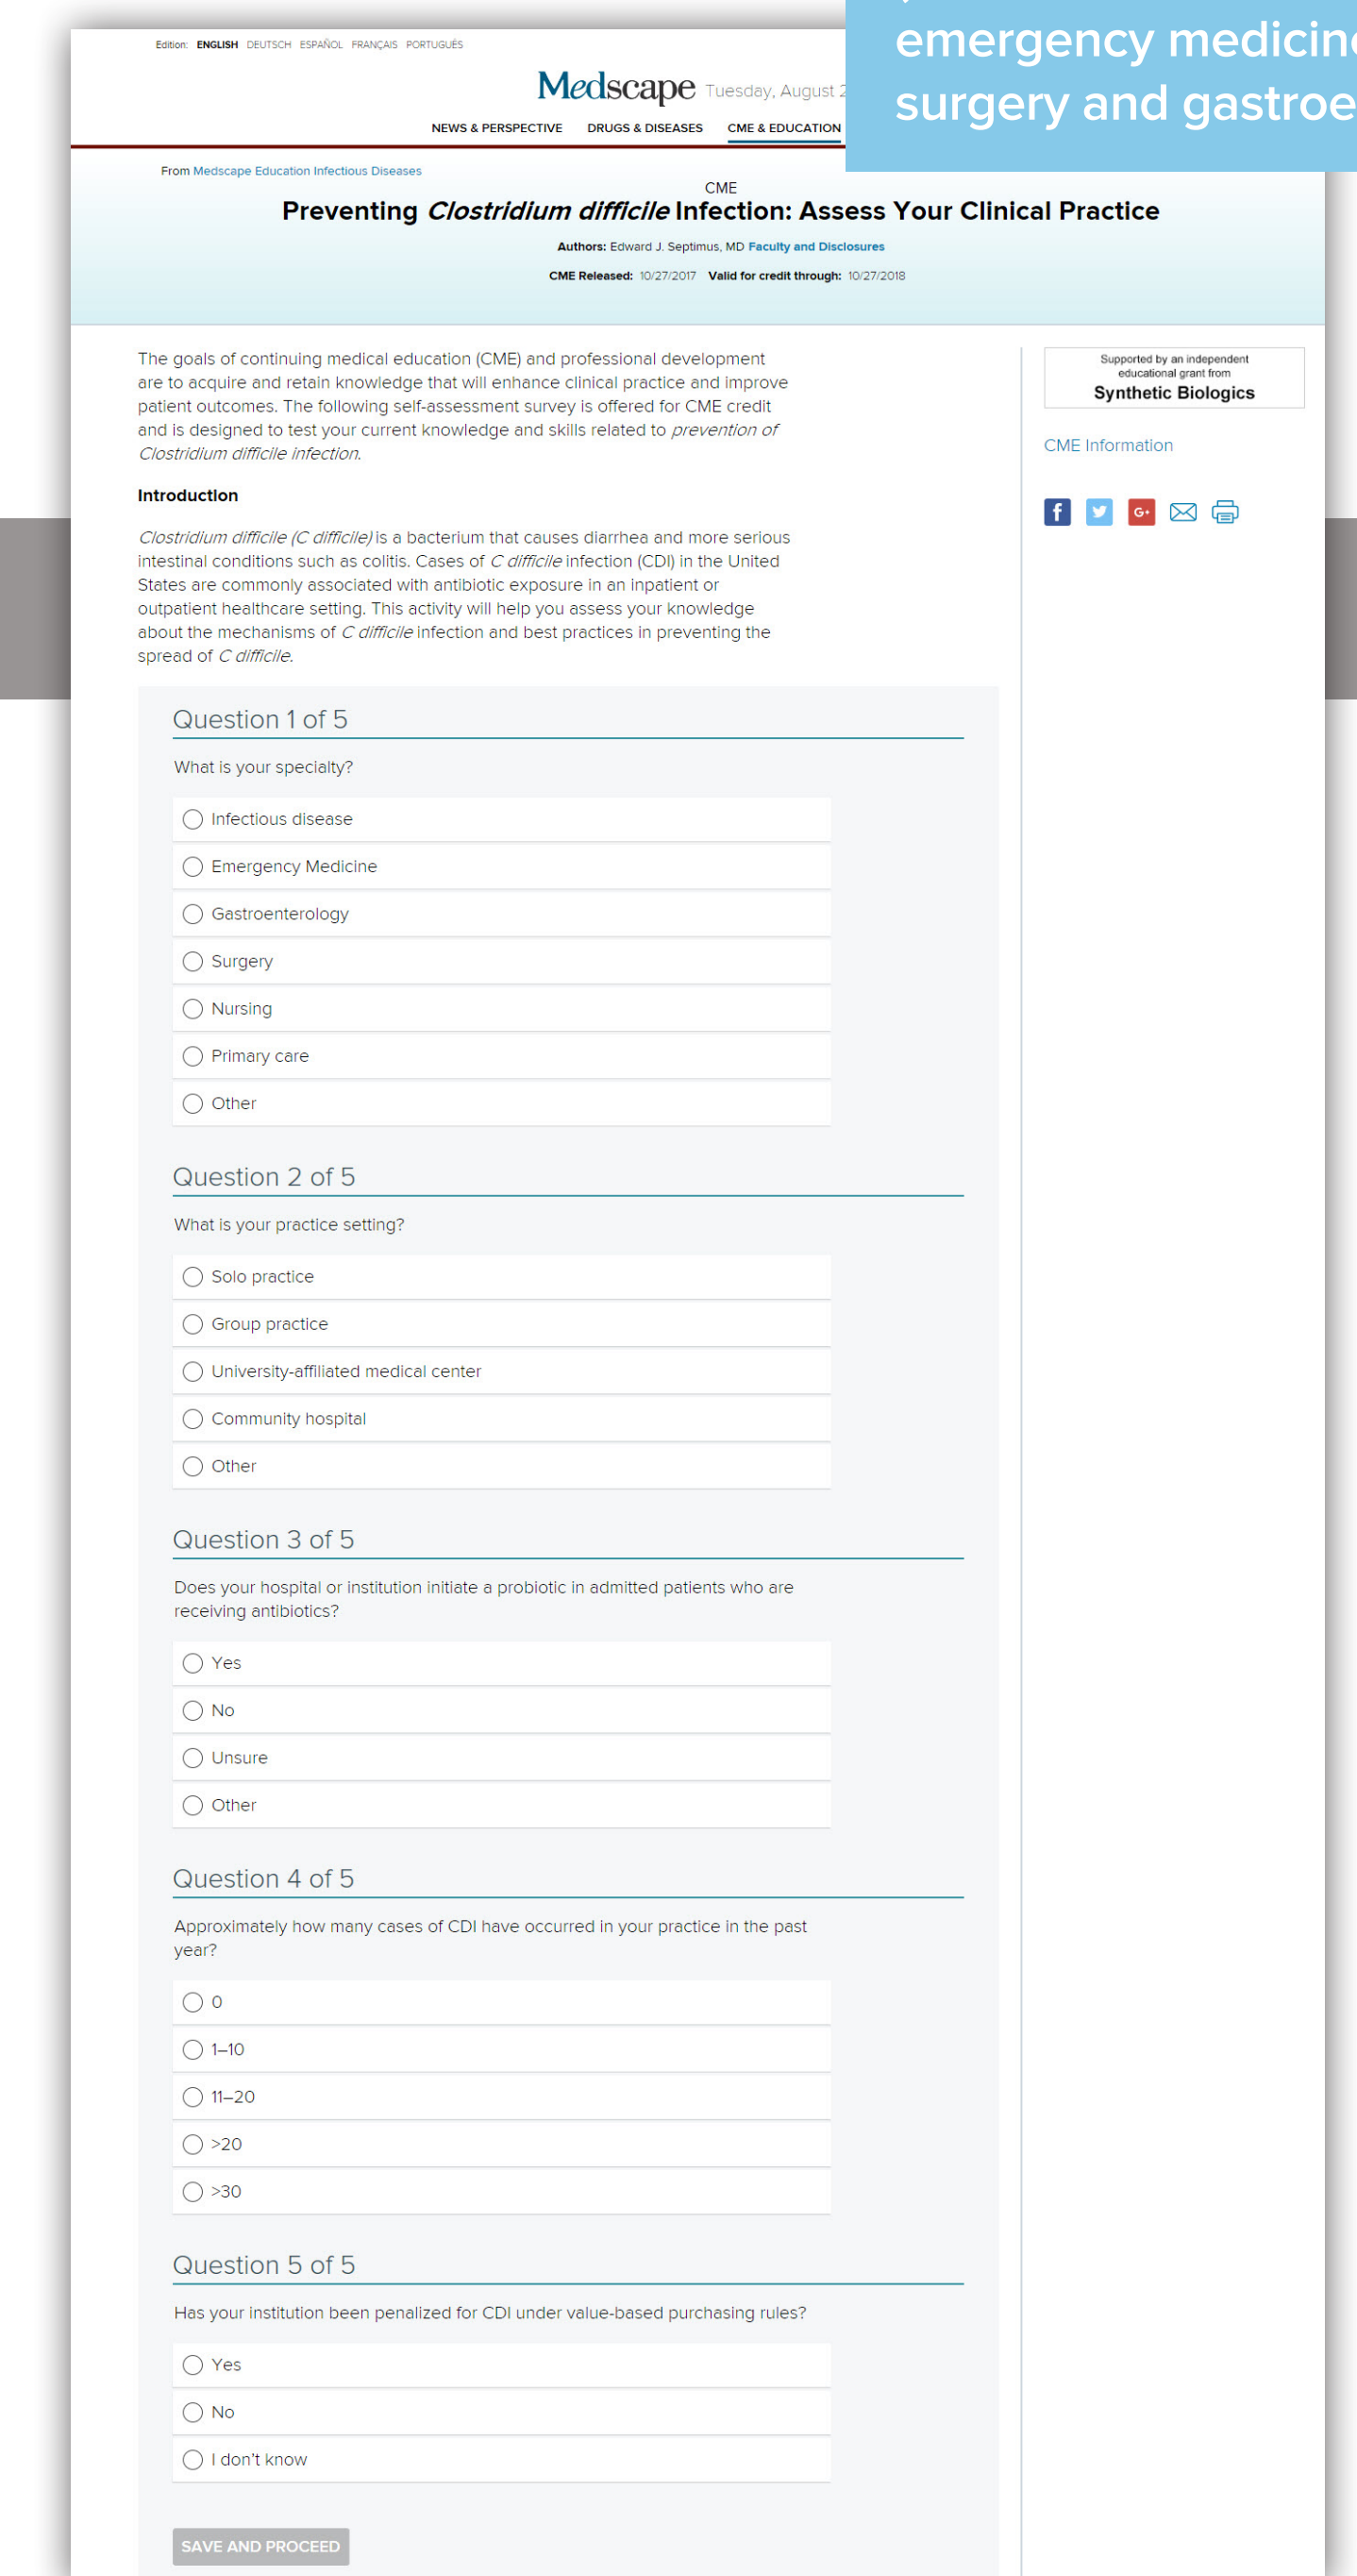 emergency medicine
surgery and gastroe
Edition: ENGLISH DEUTSCH ESPAÑOL FRANÇAIS PORTUGUÊS
Medscape Tuesday, August 2
NEWS & PERSPECTIVE DRUGS & DISEASES CME & EDUCATION
From Medscape Education Infectious Diseases
CME
Preventing Clostridium difficile Infection: Assess Your Clinical Practice
Authors: Edward J. Septimus, MD Faculty and Disclosures
CME Released: 10/27/2017 Valid for credit through: 10/27/2018
The goals of continuing medical education (CME) and professional development
are to acquire and retain knowledge that will enhance clinical practice and improve
patient outcomes. The following self-assessment survey is offered for CME credit
and is designed to test your current knowledge and skills related to prevention of
Clostridium difficile infection.
Introduction
Clostridium difficile (C difficile) is a bacterium that causes diarrhea and more serious
intestinal conditions such as colitis. Cases of C difficile infection (CDI) in the United
States are commonly associated with antibiotic exposure in an inpatient or
outpatient healthcare setting. This activity will help you assess your knowledge
about the mechanisms of C difficile infection and best practices in preventing the
spread of C difficile.
Supported by an independent
educational grant from
Synthetic Biologics
CME Information
f
G+
Question 1 of 5
What is your specialty?
Infectious disease
Emergency Medicine
Gastroenterology
Surgery
Nursing
Primary care
Other
Question 2 of 5
What is your practice setting?
Solo practice
Group practice
University-affiliated medical center
Community hospital
Other
Question 3 of 5
Does your hospital or institution initiate a probiotic in admitted patients who are
receiving antibiotics?
Yes
No
Unsure
Other
Question 4 of 5
Approximately how many cases of CDI have occurred in your practice in the past
year?
0
1–10
11–20
>20
>30
Question 5 of 5
Has your institution been penalized for CDI under value-based purchasing rules?
Yes
No
I don't know
SAVE AND PROCEED